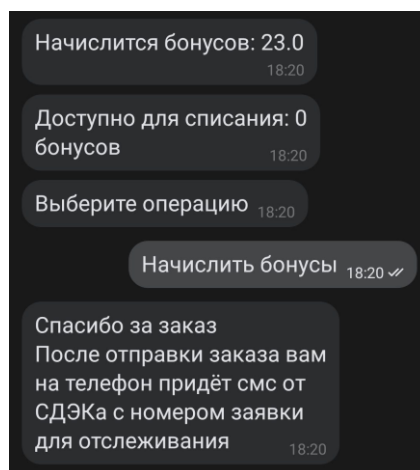 Начислится бонусов: 23.0
18:20
Доступно для списания: 0
бонусов 18:20
Выберите операцию 18:20
Начислить бонусы 18:20
Спасибо за заказ
После отправки заказа вам
на телефон придёт смс от
СДЭКа с номером заявки
для отслеживания 18:20